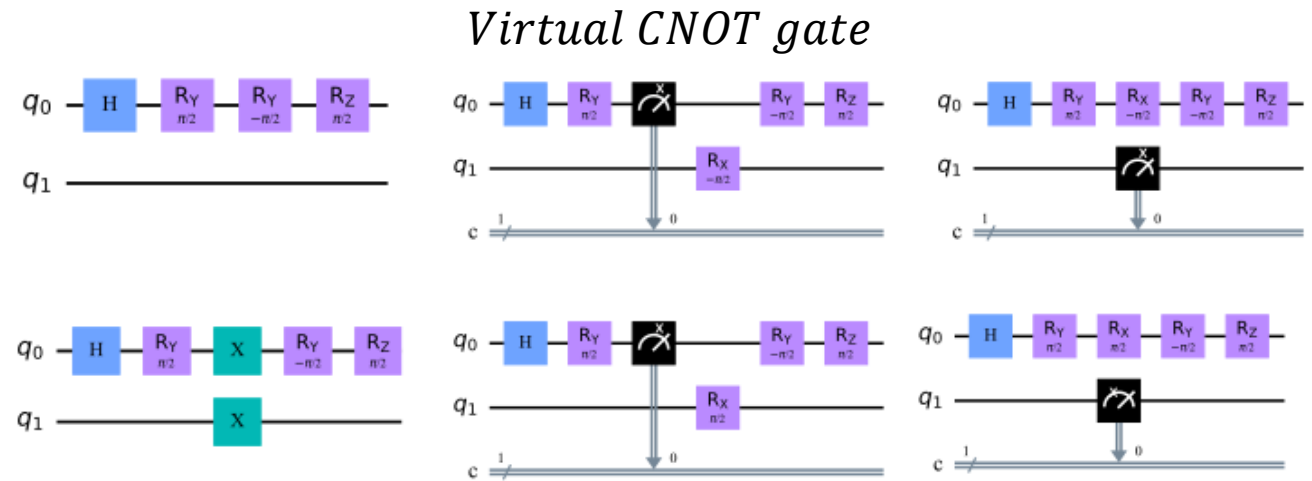 Virtual CNOT gate
q0 H RY π/2 RY -π/2 RZ π/2
q1
q0 H RY π/2 X RY -π/2 RZ π/2
q1 RX -π/2
c 1 0
q0 H RY π/2 RX -π/2 RY -π/2 RZ π/2
q1 X
c 1 0
q0 H RY π/2 X RY -π/2 RZ π/2
q1 X
q0 H RY π/2 X RY -π/2 RZ π/2
q1 RX π/2
c 1 0
q0 H RY π/2 RX π/2 RY -π/2 RZ π/2
q1 X
c 1 0